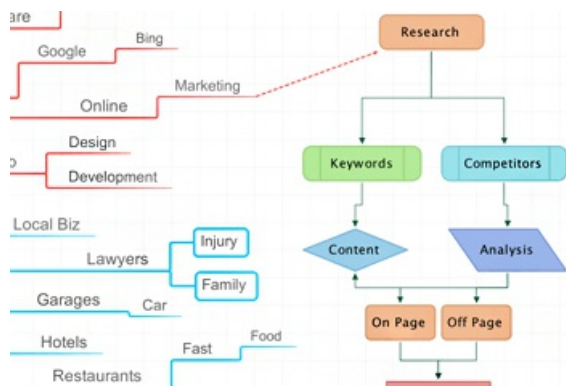 are
Google
Bing
Online
Marketing
Design
Development
Local Biz
Lawyers
Injury
Family
Garages
Car
Hotels
Fast
Food
Restaurants
Research
Keywords
Competitors
Content
Analysis
On Page
Off Page